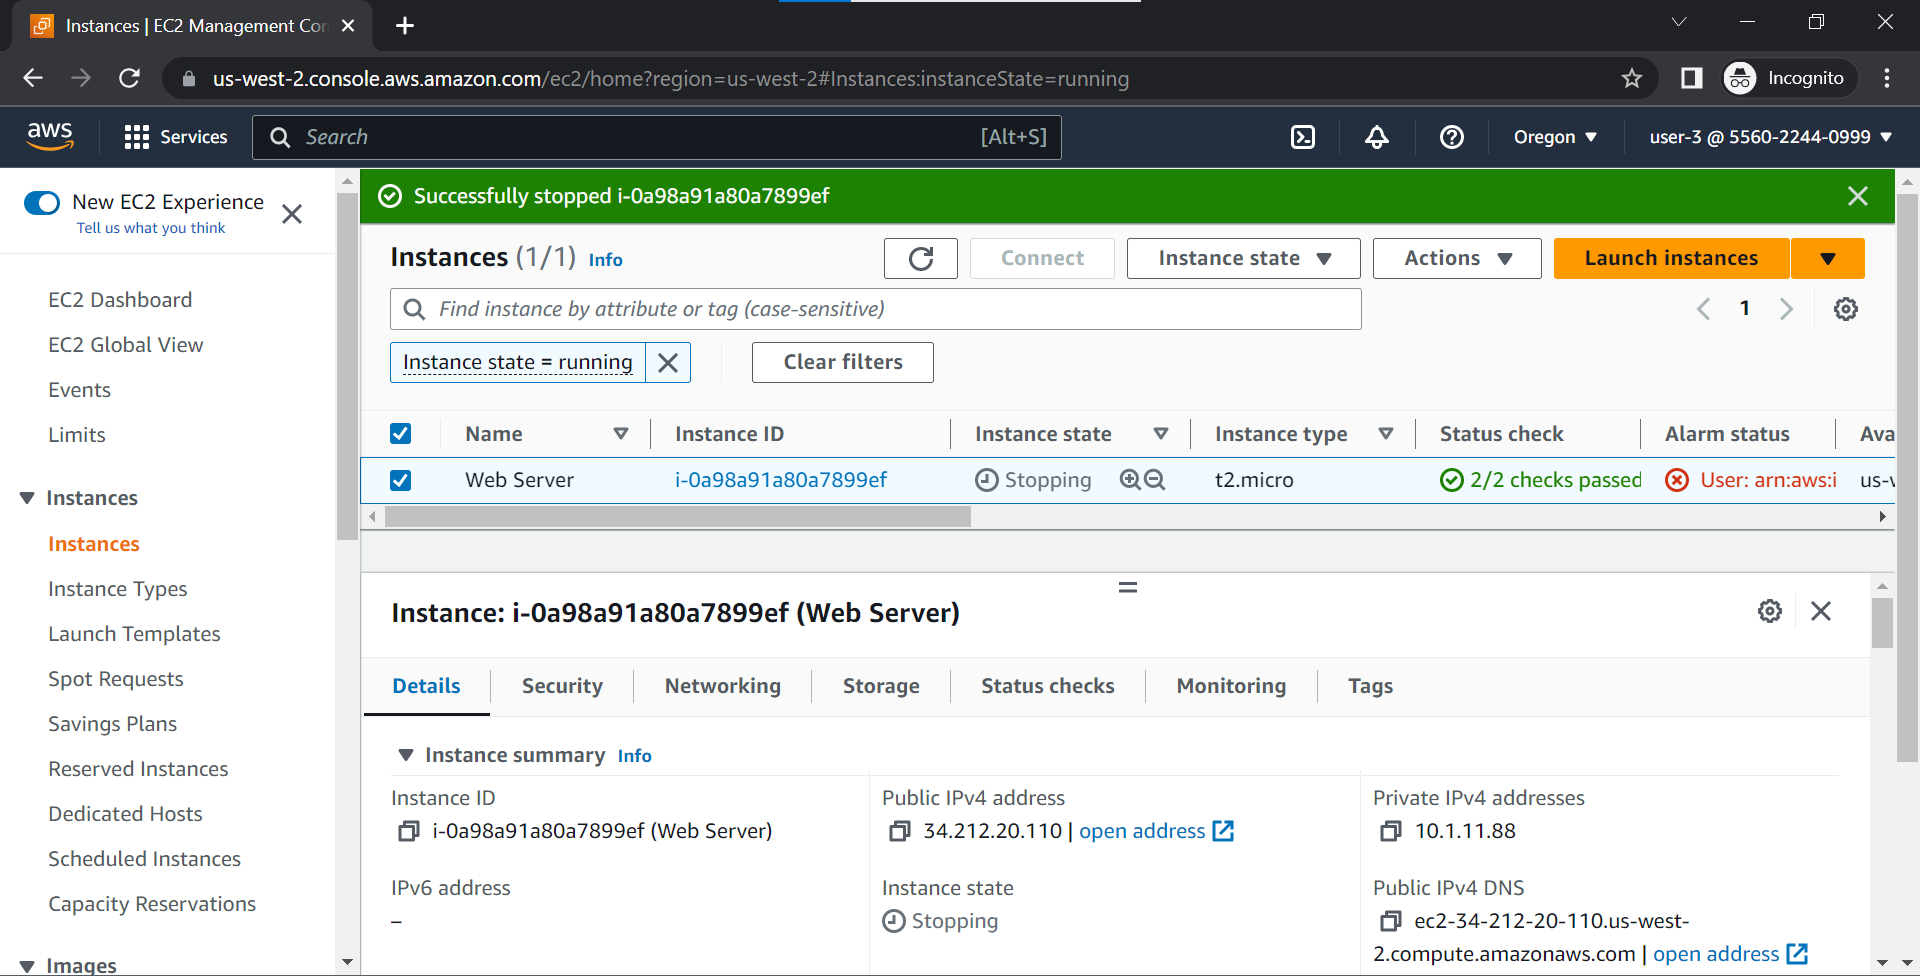 Instances | EC2 Management Con
us-west-2.console.aws.amazon.com/ec2/home?region=us-west-2#Instances:instanceState=running
Incognito
aws
Services
Search
[Alt+S]
Oregon
user-3 @ 5560-2244-0999
New EC2 Experience
Tell us what you think
EC2 Dashboard
EC2 Global View
Events
Limits
Instances
Instances
Instance Types
Launch Templates
Spot Requests
Savings Plans
Reserved Instances
Dedicated Hosts
Scheduled Instances
Capacity Reservations
Images
Successfully stopped i-0a98a91a80a7899ef
Instances (1/1) Info
Connect
Instance state
Actions
Launch instances
Find instance by attribute or tag (case-sensitive)
1
Instance state = running
Clear filters
Name Instance ID Instance state Instance type Status check Alarm status Ava
Web Server i-0a98a91a80a7899ef Stopping t2.micro 2/2 checks passed User: arn:aws:i us-w
Instance: i-0a98a91a80a7899ef (Web Server)
Details Security Networking Storage Status checks Monitoring Tags
Instance summary Info
Instance ID
i-0a98a91a80a7899ef (Web Server)
Public IPv4 address
34.212.20.110 | open address
Private IPv4 addresses
10.1.11.88
IPv6 address
–
Instance state
Stopping
Public IPv4 DNS
ec2-34-212-20-110.us-west-
2.compute.amazonaws.com | open address